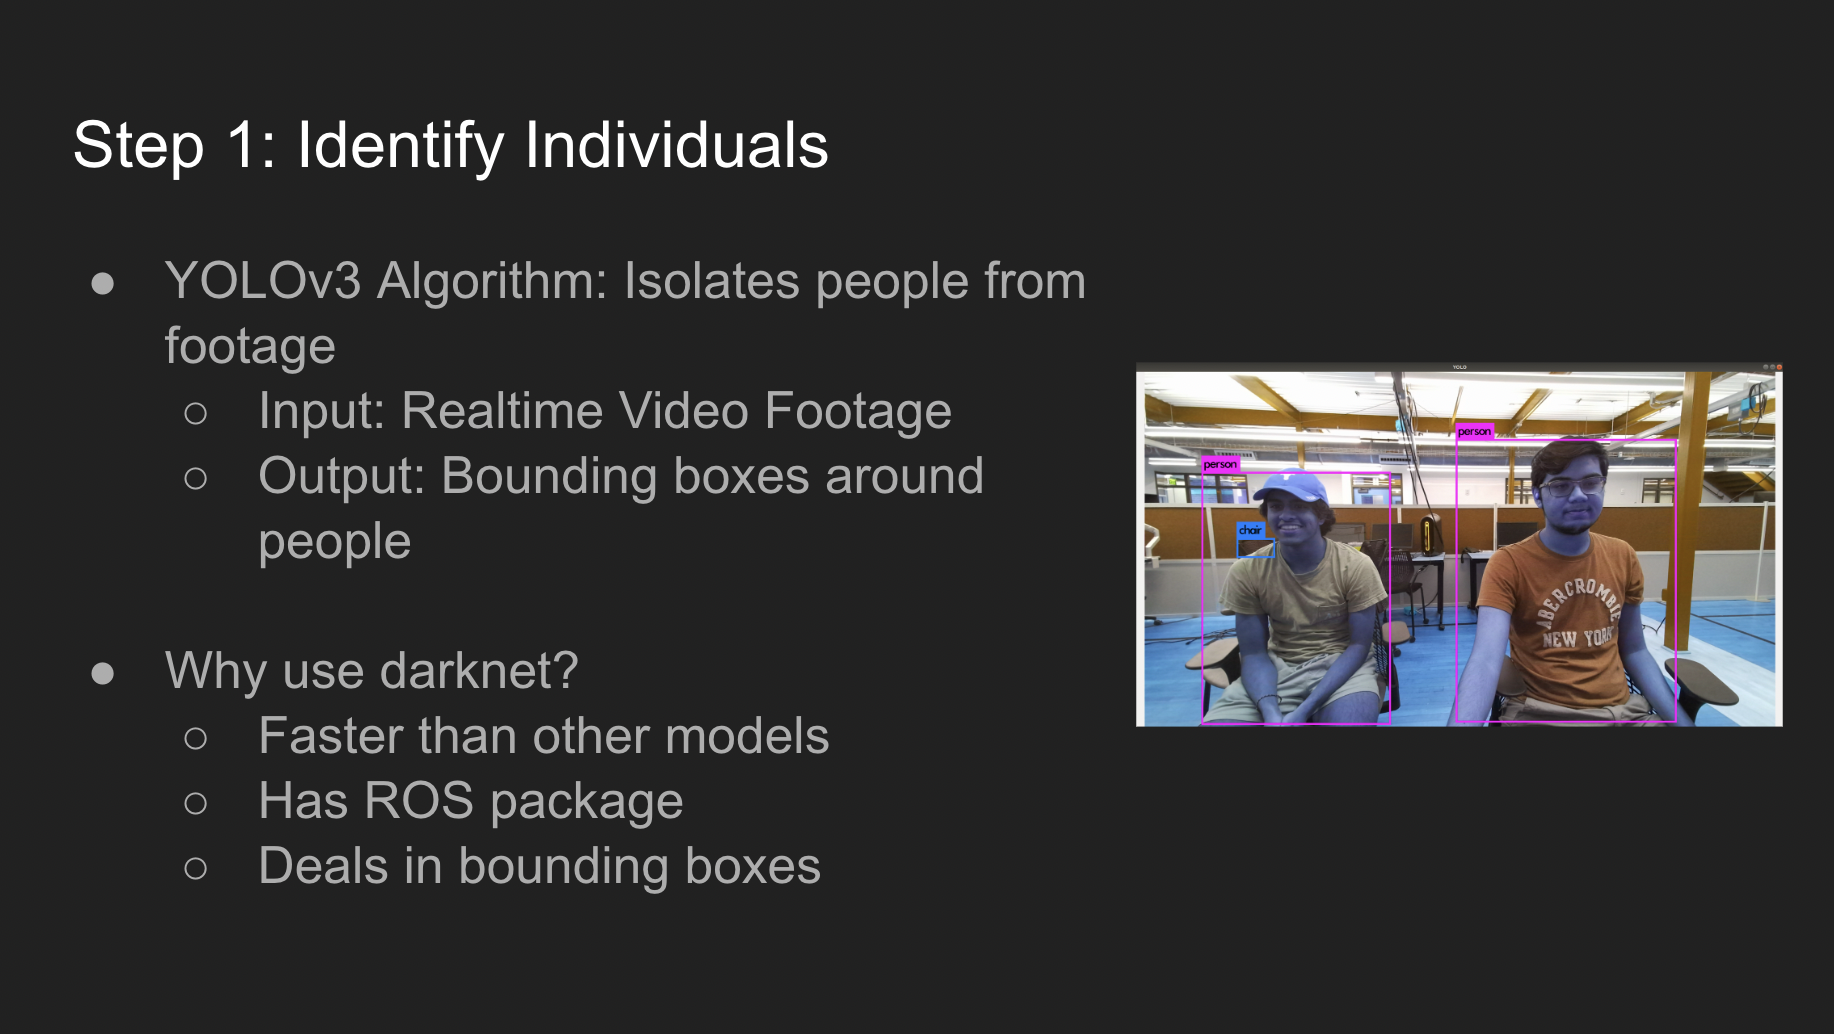 Step 1: Identify Individuals
● YOLOv3 Algorithm: Isolates people from
footage
○ Input: Realtime Video Footage
○ Output: Bounding boxes around
people
● Why use darknet?
○ Faster than other models
○ Has ROS package
○ Deals in bounding boxes
YOLO
person
person
chair
ABERCROMBIE
NEW YORK